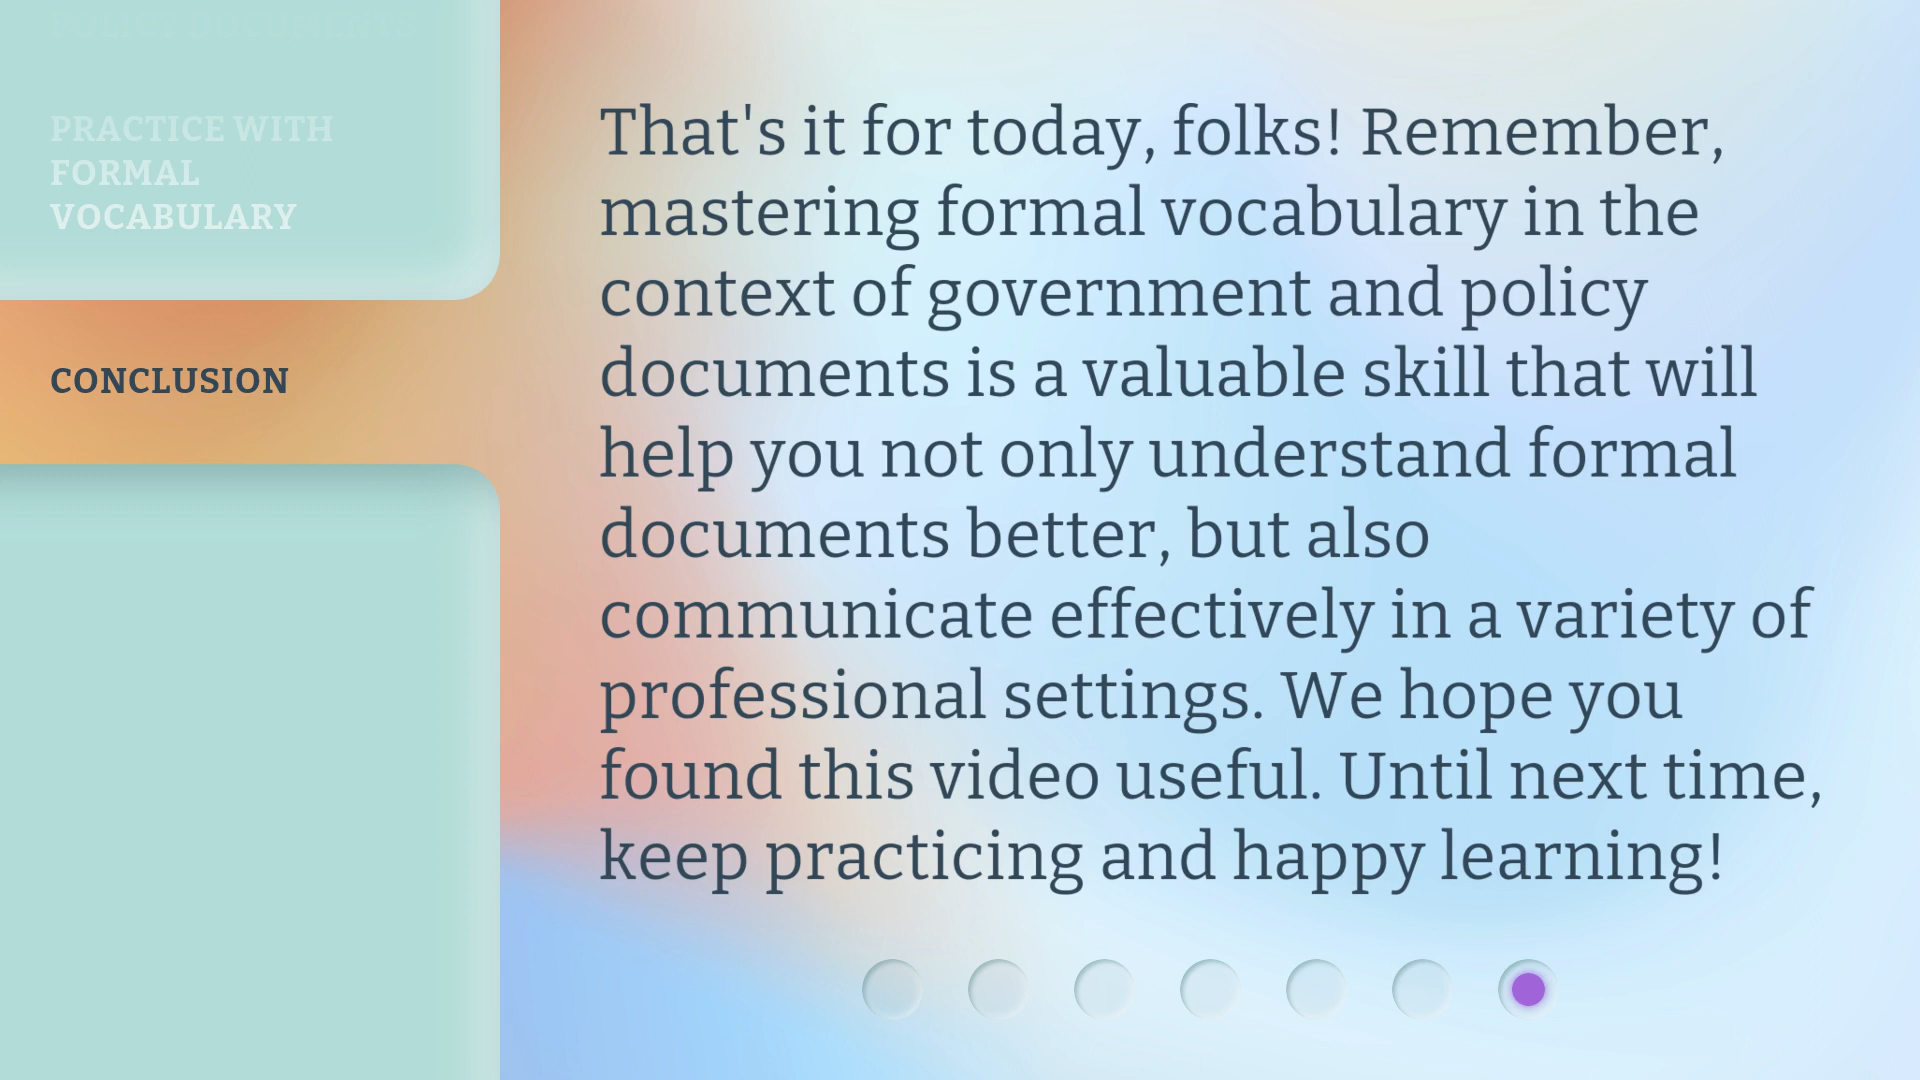 POLICY DOCUMENTS
PRACTICE WITH
FORMAL
VOCABULARY
CONCLUSION
That's it for today, folks! Remember,
mastering formal vocabulary in the
context of government and policy
documents is a valuable skill that will
help you not only understand formal
documents better, but also
communicate effectively in a variety of
professional settings. We hope you
found this video useful. Until next time,
keep practicing and happy learning!